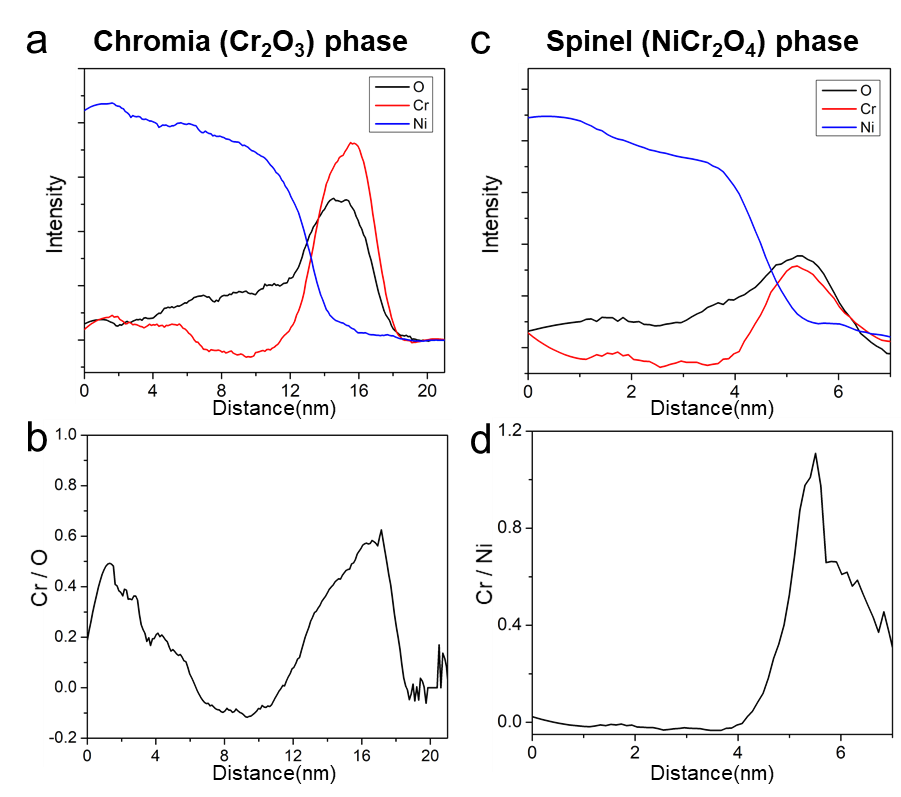 a Chromia (Cr₂O₃) phase
O
Cr
Ni
Intensity
0 4 8 12 16 20
Distance(nm)
c Spinel (NiCr₂O₄) phase
O
Cr
Ni
Intensity
0 2 4 6
Distance(nm)
b
1.0
0.8
0.6
0.4
0.2
0.0
-0.2
Cr / O
0 4 8 12 16 20
Distance(nm)
d
1.2
0.8
0.4
0.0
Cr / Ni
0 2 4 6
Distance(nm)